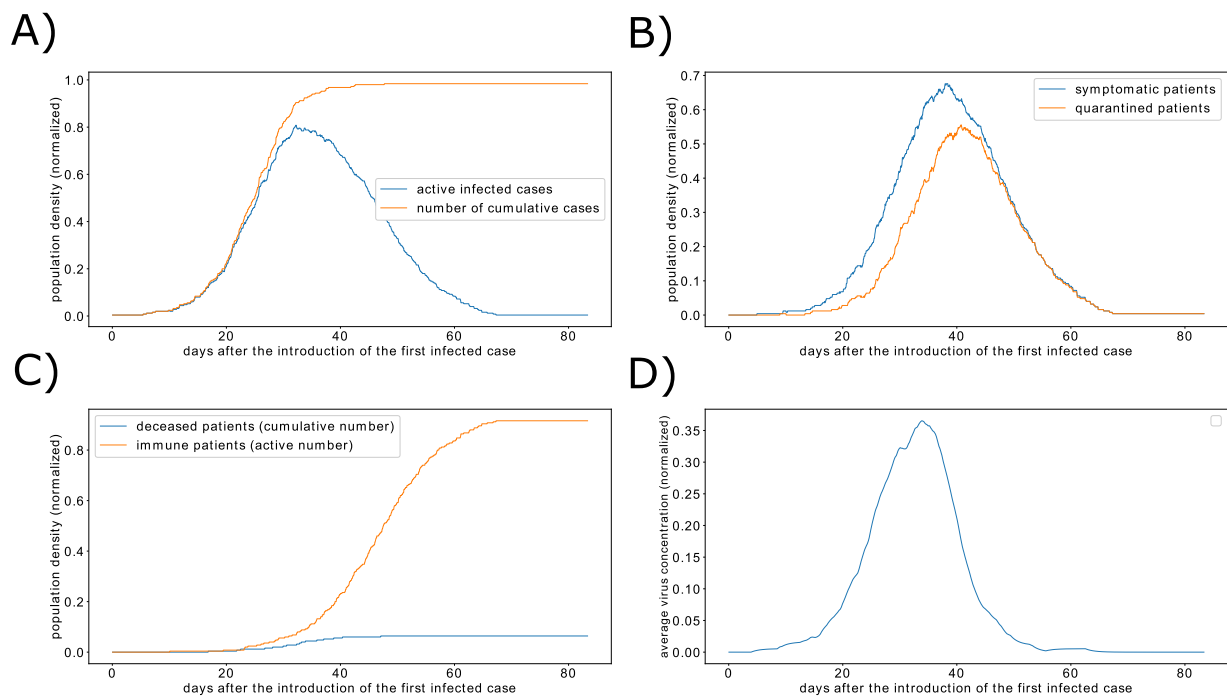 A)
population density (normalized)
1.0
0.8
0.6
0.4
0.2
0.0
active infected cases
number of cumulative cases
0 20 40 60 80
days after the introduction of the first infected case
B)
population density (normalized)
0.7
0.6
0.5
0.4
0.3
0.2
0.1
0.0
symptomatic patients
quarantined patients
0 20 40 60 80
days after the introduction of the first infected case
C)
population density (normalized)
0.8
0.6
0.4
0.2
0.0
deceased patients (cumulative number)
immune patients (active number)
0 20 40 60 80
days after the introduction of the first infected case
D)
average virus concentration (normalized)
0.35
0.30
0.25
0.20
0.15
0.10
0.05
0.00
0 20 40 60 80
days after the introduction of the first infected case